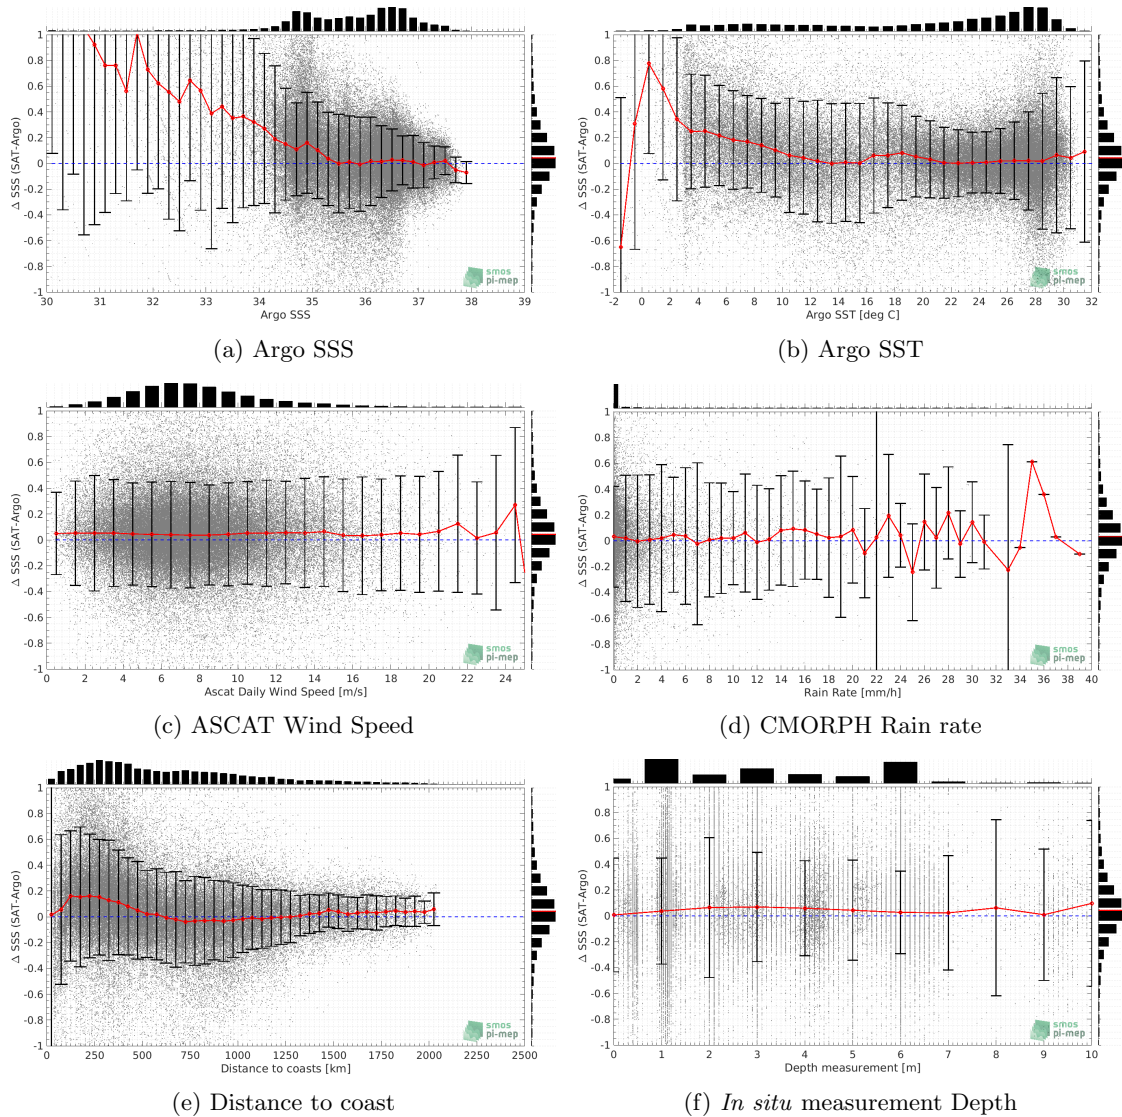 1
0.8
0.6
0.4
0.2
0
-0.2
-0.4
-0.6
-0.8
-1
Δ SSS (SAT-Argo)
30 31 32 33 34 35 36 37 38 39
Argo SSS
smos
pi-mep
(a) Argo SSS
1
0.8
0.6
0.4
0.2
0
-0.2
-0.4
-0.6
-0.8
-1
Δ SSS (SAT-Argo)
-2 0 2 4 6 8 10 12 14 16 18 20 22 24 26 28 30 32
Argo SST [deg C]
smos
pi-mep
(b) Argo SST
1
0.8
0.6
0.4
0.2
0
-0.2
-0.4
-0.6
-0.8
-1
Δ SSS (SAT-Argo)
0 2 4 6 8 10 12 14 16 18 20 22 24
Ascat Daily Wind Speed [m/s]
smos
pi-mep
(c) ASCAT Wind Speed
1
0.8
0.6
0.4
0.2
0
-0.2
-0.4
-0.6
-0.8
-1
Δ SSS (SAT-Argo)
0 2 4 6 8 10 12 14 16 18 20 22 24 26 28 30 32 34 36 38 40
Rain Rate [mm/h]
smos
pi-mep
(d) CMORPH Rain rate
1
0.8
0.6
0.4
0.2
0
-0.2
-0.4
-0.6
-0.8
-1
Δ SSS (SAT-Argo)
0 250 500 750 1000 1250 1500 1750 2000 2250 2500
Distance to coasts [km]
smos
pi-mep
(e) Distance to coast
1
0.8
0.6
0.4
0.2
0
-0.2
-0.4
-0.6
-0.8
-1
Δ SSS (SAT-Argo)
0 1 2 3 4 5 6 7 8 9 10
Depth measurement [m]
smos
pi-mep
(f) In situ measurement Depth